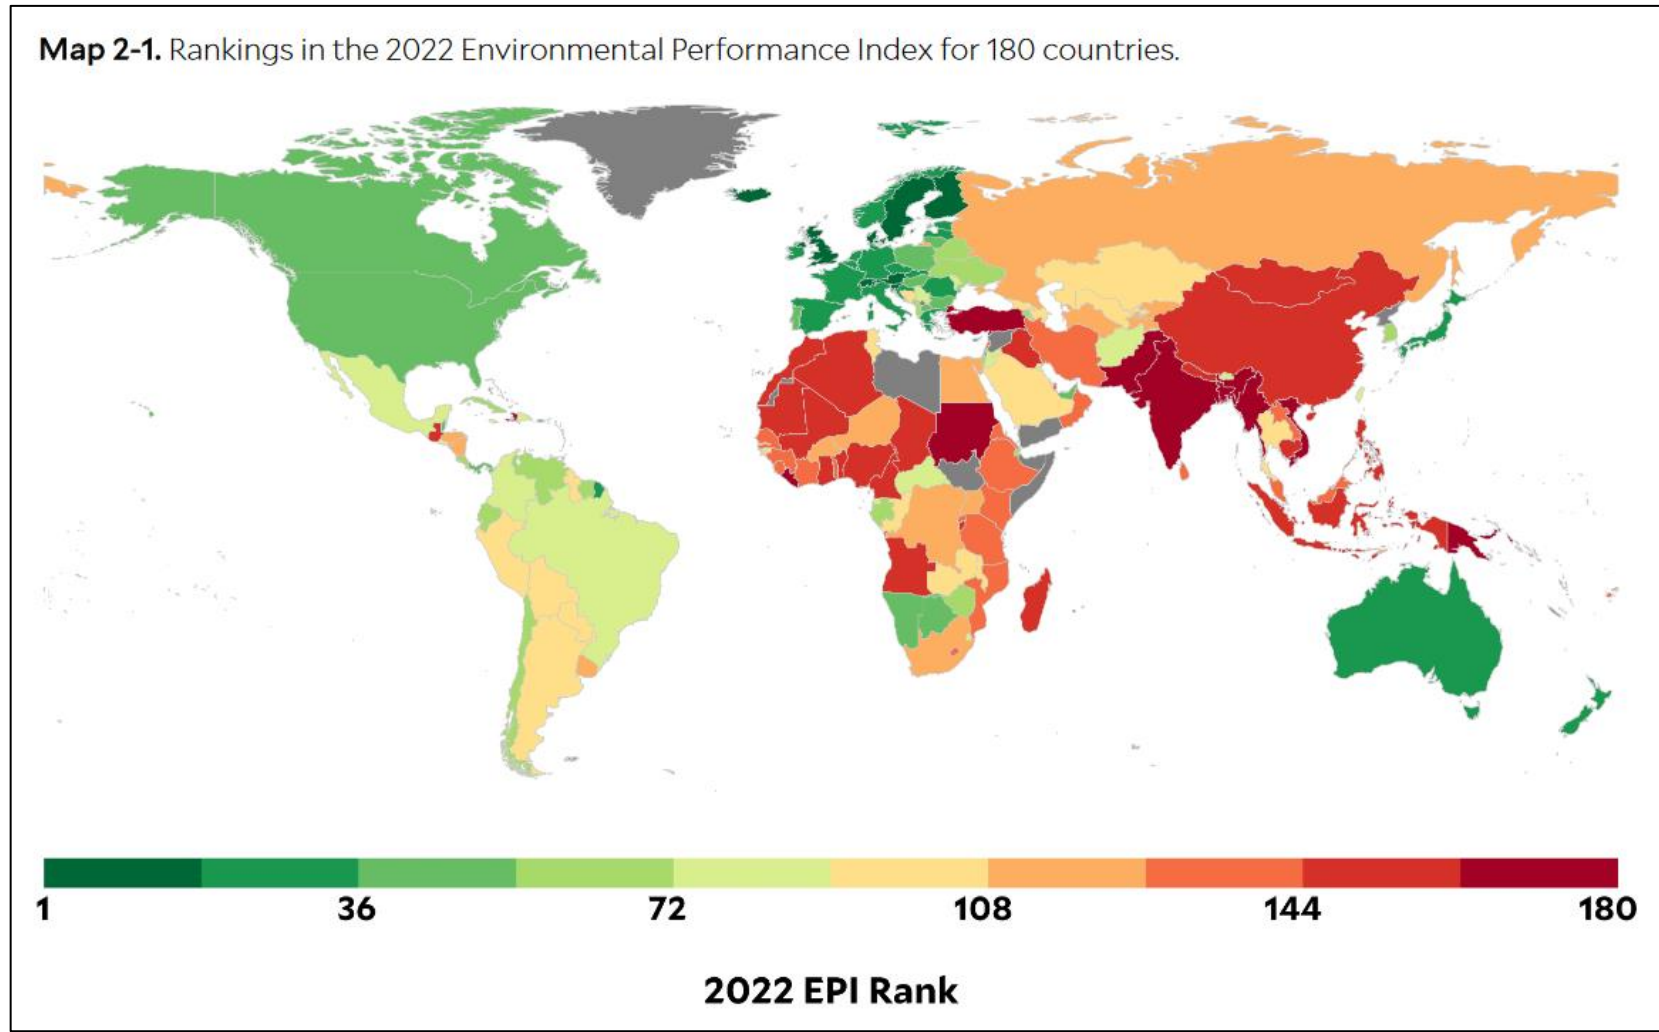 Map 2-1. Rankings in the 2022 Environmental Performance Index for 180 countries.
1 36 72 108 144 180
2022 EPI Rank